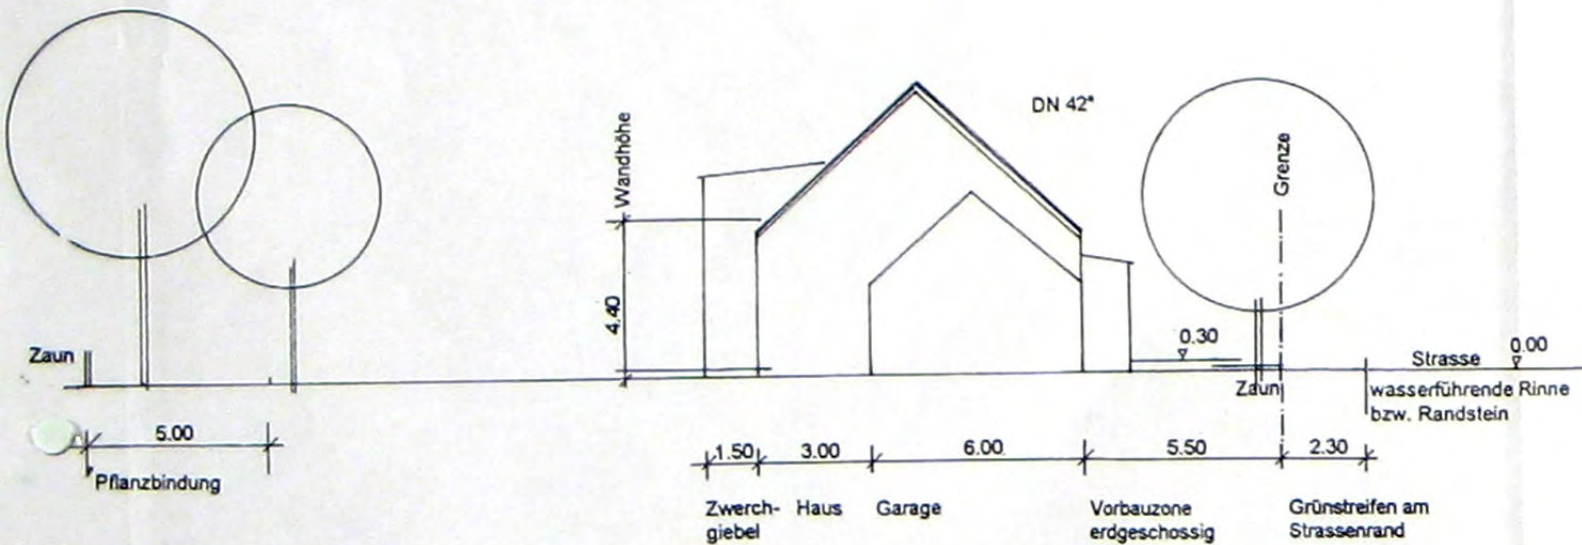 DN 42°
Wandhöhe
Grenze
4.40
0.30
Strasse
0.00
Zaun
Zaun
wasserführende Rinne
bzw. Randstein
5.00
1.50
3.00
6.00
5.50
2.30
Pflanzbindung
Zwerch-
giebel
Haus
Garage
Vorbauzone
erdgeschossig
Grünstreifen am
Strassenrand